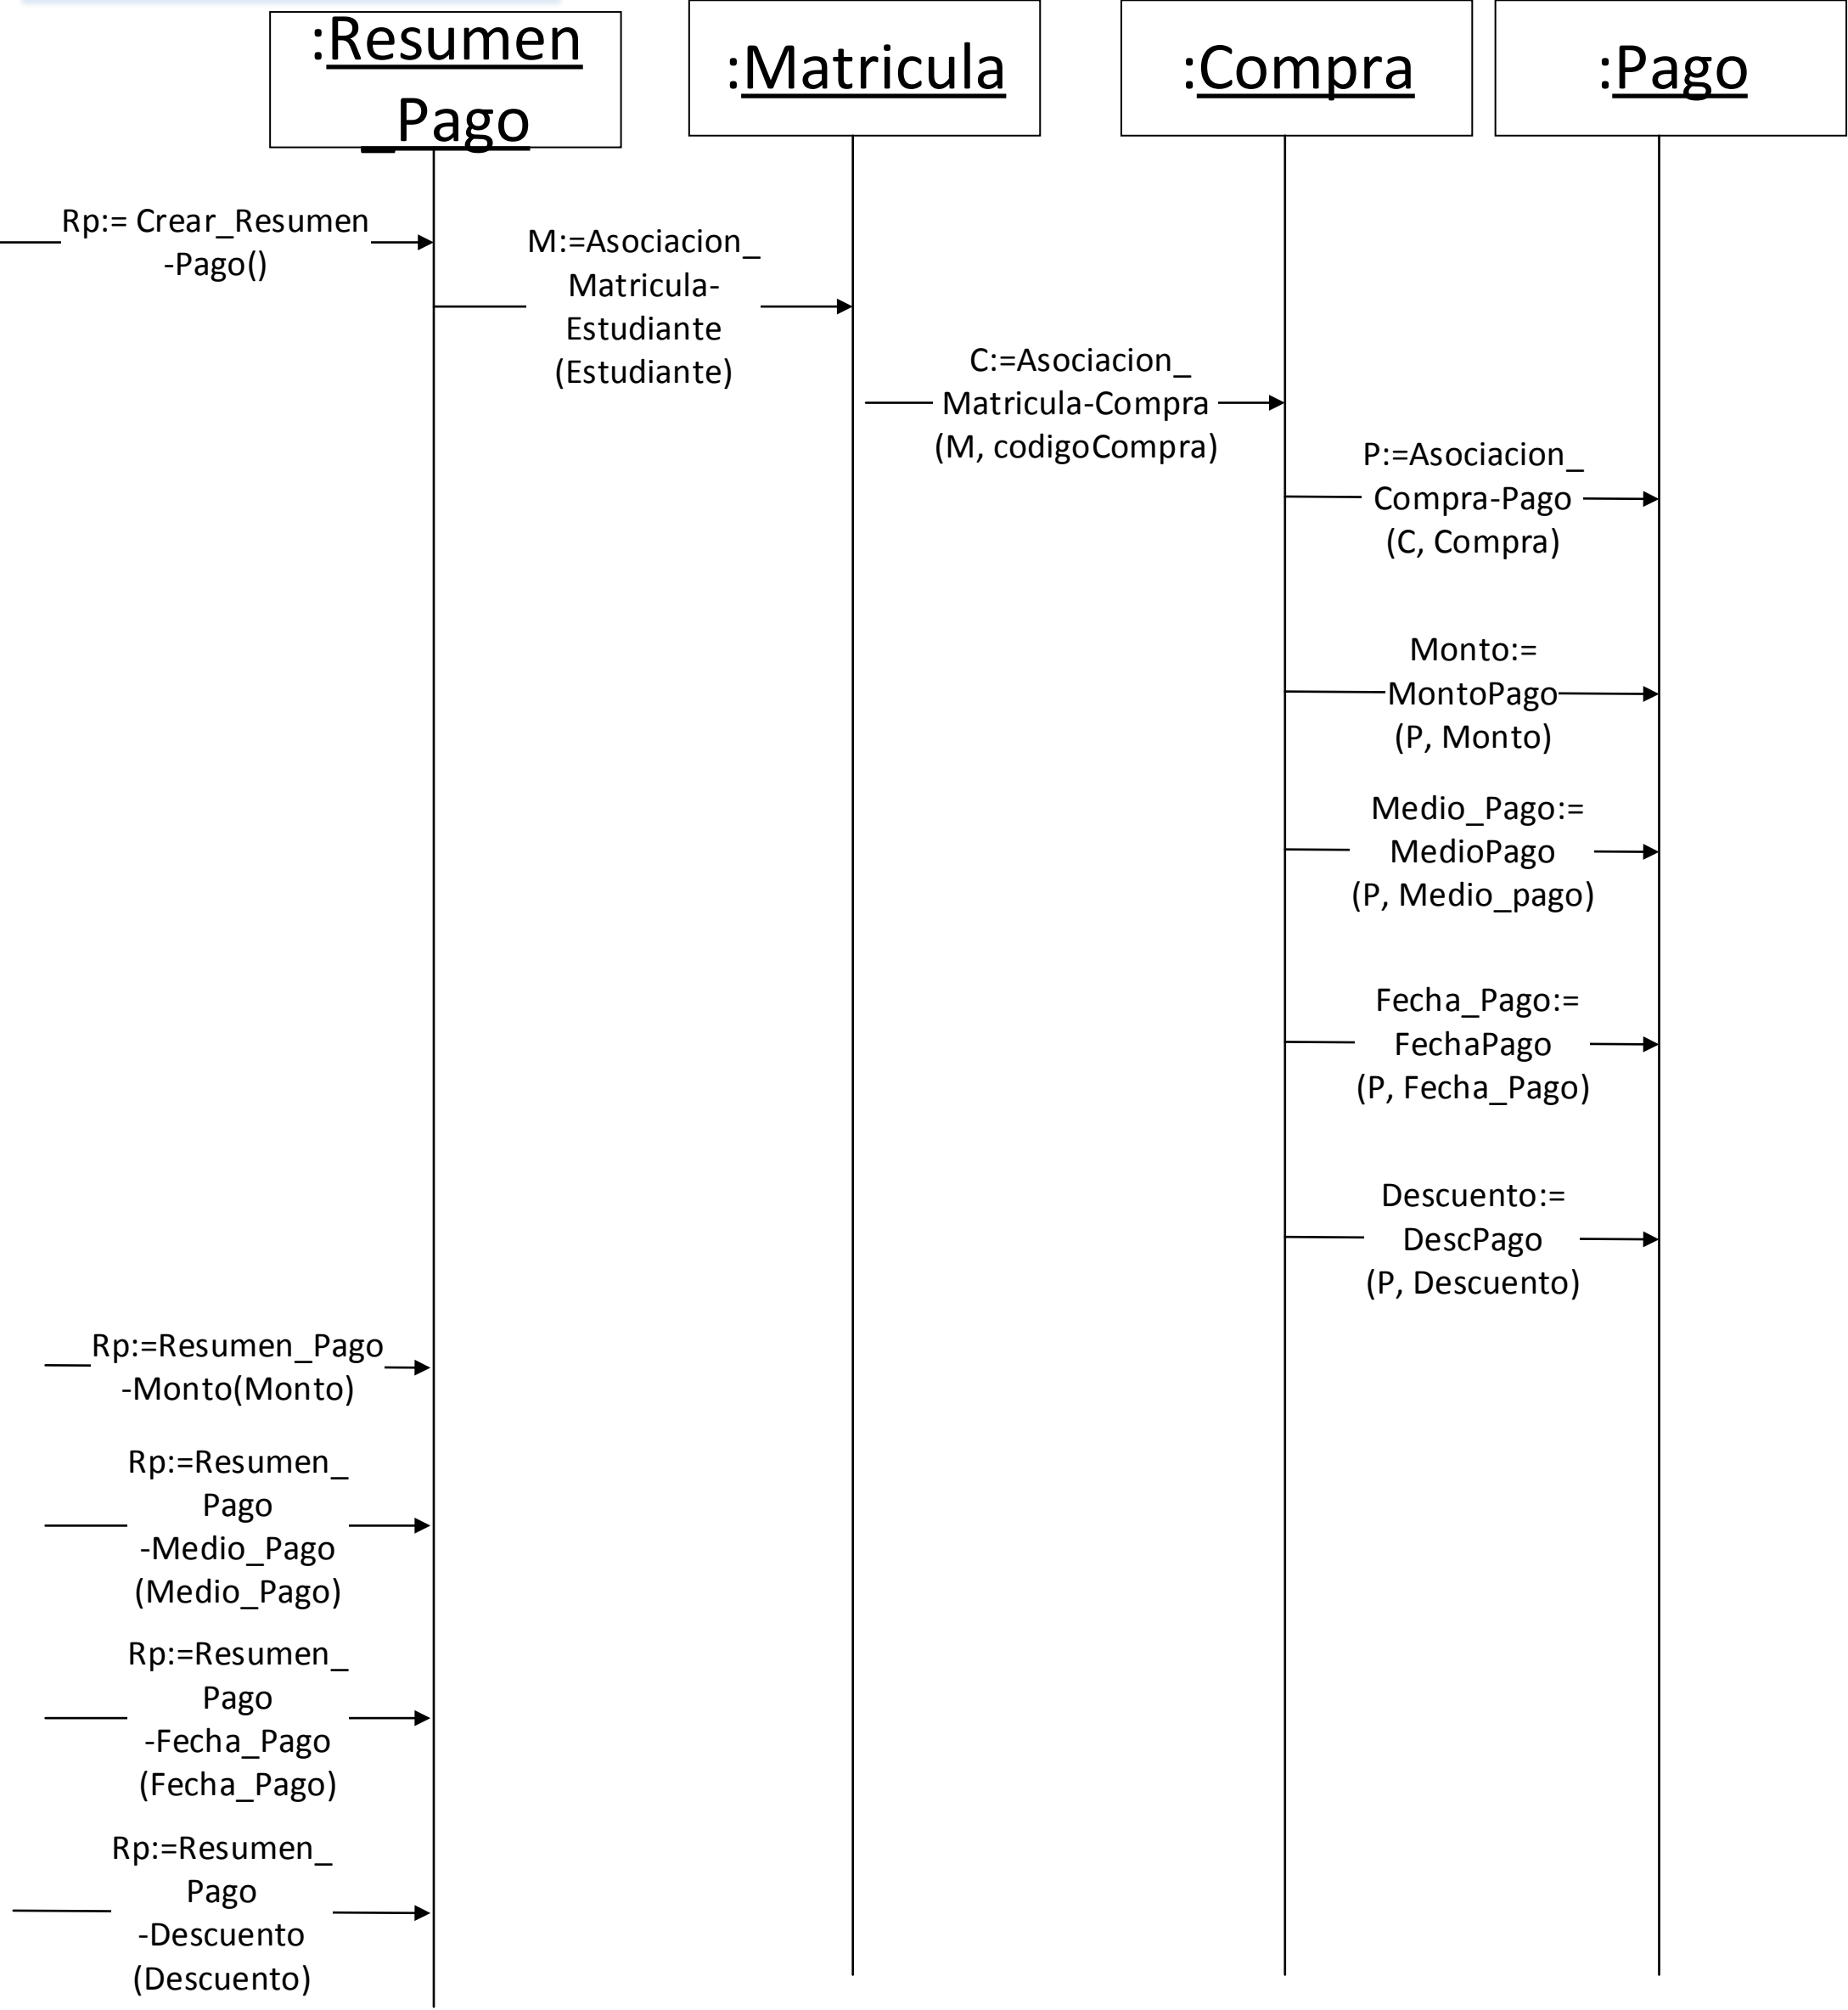 :Resumen
_Pago
:Matricula
:Compra
:Pago
Rp:= Crear_Resumen
-Pago()
M:=Asociacion_
Matricula-
Estudiante
(Estudiante)
C:=Asociacion_
Matricula-Compra
(M, codigoCompra)
P:=Asociacion_
Compra-Pago
(C, Compra)
Monto:=
MontoPago
(P, Monto)
Medio_Pago:=
MedioPago
(P, Medio_pago)
Fecha_Pago:=
FechaPago
(P, Fecha_Pago)
Descuento:=
DescPago
(P, Descuento)
Rp:=Resumen_Pago
-Monto(Monto)
Rp:=Resumen_
Pago
-Medio_Pago
(Medio_Pago)
Rp:=Resumen_
Pago
-Fecha_Pago
(Fecha_Pago)
Rp:=Resumen_
Pago
-Descuento
(Descuento)